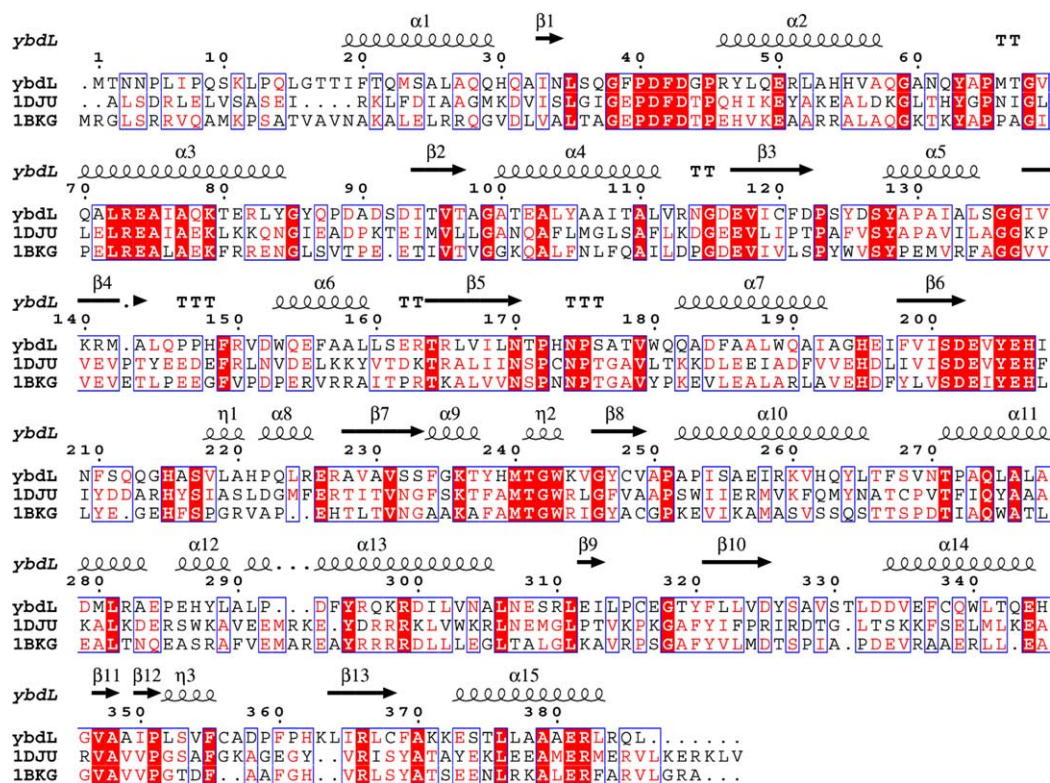 ybdL α1 β1 α2 TT
1 10 20 30 40 50 60
ybdL .MTNNPLIPQSKLPQLGTTIFTQMSALAQQHQAINLSQGFPDFDGPRYLQERLAHHVAQGANQYAPMTGV
1DJU ..ALSDRLELVSASEI....RKLFDIAAGMKDVISLGIGEPDFDTPQHIKEYAKEALDKGLTHYGPNIGL
1BKG MRGLSRRVQAMKPSATVAVNAKALELRRQGVDLVALTAGEPDFDTPEHVKEAARRALAQGKTKYAPPAGI
ybdL α3 β2 α4 TT β3 α5
70 80 90 100 110 120 130
ybdL QALREAIAQKTERLYGYQPDADSDITVTAGATEALYAAITALVRNGDEVICFDPSYDSYAPAIALSGGIV
1DJU LELREAIAEKLKKQNGIEADPKTEIMVLLGANQAFLMGLSAFLKDGEEVLIPTPAFVSYAPAVILAGGKP
1BKG PELREALAEKFRRENGLSVTPE.ETIVTVGGKQALFNLFQAILDPGDEVIVLSPYWVSYPEMVRFAGGVV
ybdL β4 . TTT α6 TT β5 TTT α7 β6
140 150 160 170 180 190 200
ybdL KRM.ALQPPHFRVDWQEFAALLSERTRLVILNTPHNPSATVWQQADFAALWQAIAGHEIFVISDEVYEHI
1DJU VEVPTYEEDEFRLNVDELKKYVTDKTRALIINSPCNPTGAVLTKKDLEEIADFVVEHDLIVISDEVYEHF
1BKG VEVETLPEEGFVPDPERVRRAITPRTKALVVNSPNNPTGAVYPKEVLEALARLAVEHDFYLVSDEIYEHL
ybdL η1 α8 β7 α9 η2 β8 α10 α11
210 220 230 240 250 260 270
ybdL NFSQQGHASVLAHPQLRERAVAVSSFGKTYHMTGWKVGYCVAPAPISAEIRKVHQYLTFSVNTPAQLALA
1DJU IYDDARHYSIASLDGMFERTITVNGFSKTFAMTGWRLGFVAAPSWIIERMVKFQMYNATCPVTFIQYAAA
1BKG LYE.GEHFSPGRVAP.EHTLTVNGAAKAFAMTGWRIGYACGPKEVIKAMASVSSQSTTSPDTIAQWATL
ybdL α12 ... α13 β9 β10 α14
280 290 300 310 320 330 340
ybdL DMLRAEPEHYLALP...DFYRQKRDILVNALNESRLEILPCEGTYFLLVDYSAVSTLDDVEFCQWLTQEH
1DJU KALKDERSWKAVEEMRKE.YDRRRKLVWKRLNEMGLPTVKPKGAFYIFPRIRDTG.LTSKKFSELMLKEA
1BKG EALTNQEASRAFVEMAREAYRRRRDLLLEGLTALGLKAVRPSGAFYVLMDTSPIA.PDEVRAAERLL.EA
ybdL β11 β12 η3 β13 α15
350 360 370 380
ybdL GVAAIPLSVFCADPFPHKLIRLCFAKKESTLLAAAERLRQL......
1DJU RVAVVPGSAFGKAGEGY..VRISYATAYEKLEEAMERMERVLKERKLV
1BKG GVAVVPGTDF..AAFGH..VRLSYATSEENLRKALERFARVLGRA...